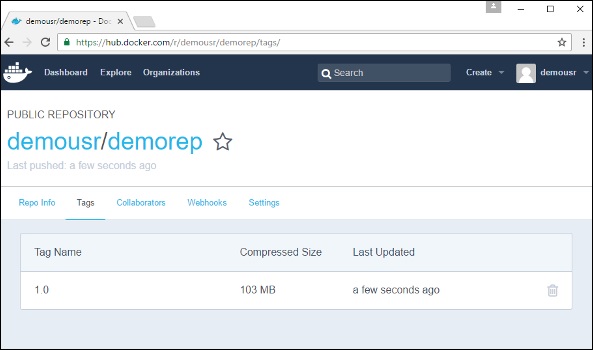 demousr/demorep - Doc
https://hub.docker.com/r/demousr/demorep/tags/
Dashboard Explore Organizations Search Create demousr
PUBLIC REPOSITORY
demousr/demorep
Last pushed: a few seconds ago
Repo Info Tags Collaborators Webhooks Settings
Tag Name Compressed Size Last Updated
1.0 103 MB a few seconds ago